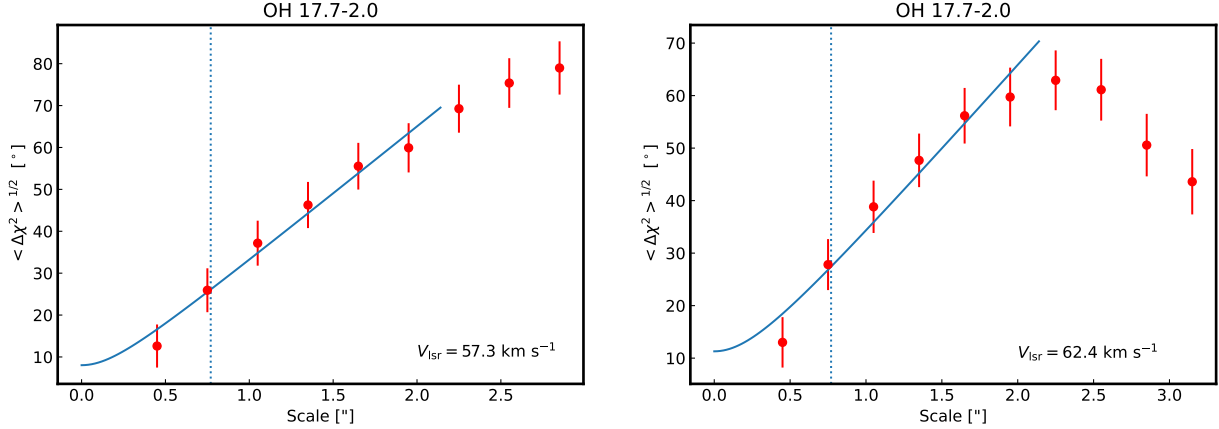 OH 17.7-2.0
80
70
60
50
40
30
20
10
< Δχ² > ^1/2 [°]
V_lsr = 57.3 km s⁻¹
0.0 0.5 1.0 1.5 2.0 2.5
Scale ["]
OH 17.7-2.0
70
60
50
40
30
20
10
< Δχ² > ^1/2 [°]
V_lsr = 62.4 km s⁻¹
0.0 0.5 1.0 1.5 2.0 2.5 3.0
Scale ["]